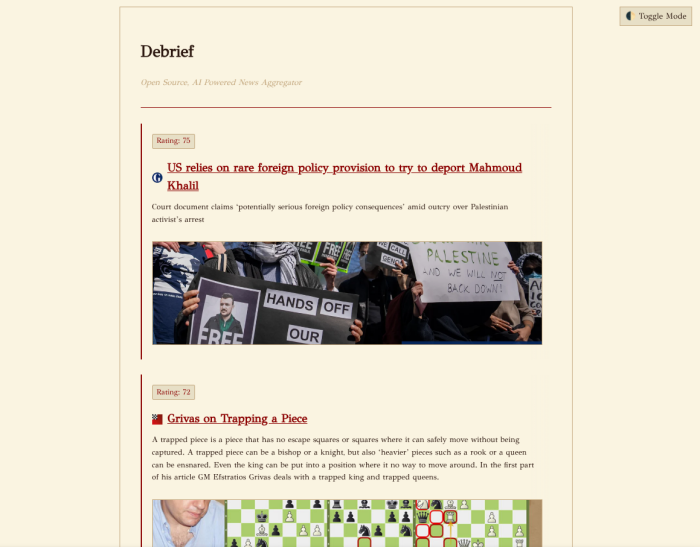 Toggle Mode
Debrief
Open Source, AI Powered News Aggregator
Rating: 75
US relies on rare foreign policy provision to try to deport Mahmoud
Khalil
Court document claims ‘potentially serious foreign policy consequences’ amid outcry over Palestinian
activist’s arrest
FREE
WE CALL
PALESTINE
AND WE WILL NOT
BACK DOWN!
HANDS OFF
OUR
FREE
Rating: 72
Grivas on Trapping a Piece
A trapped piece is a piece that has no escape squares or squares where it can safely move without being
captured. A trapped piece can be a bishop or a knight, but also ‘heavier’ pieces such as a rook or a queen
can be ensnared. Even the king can be put into a position where it no way to move around. In the first part
of his article GM Efstratios Grivas deals with a trapped king and trapped queens.